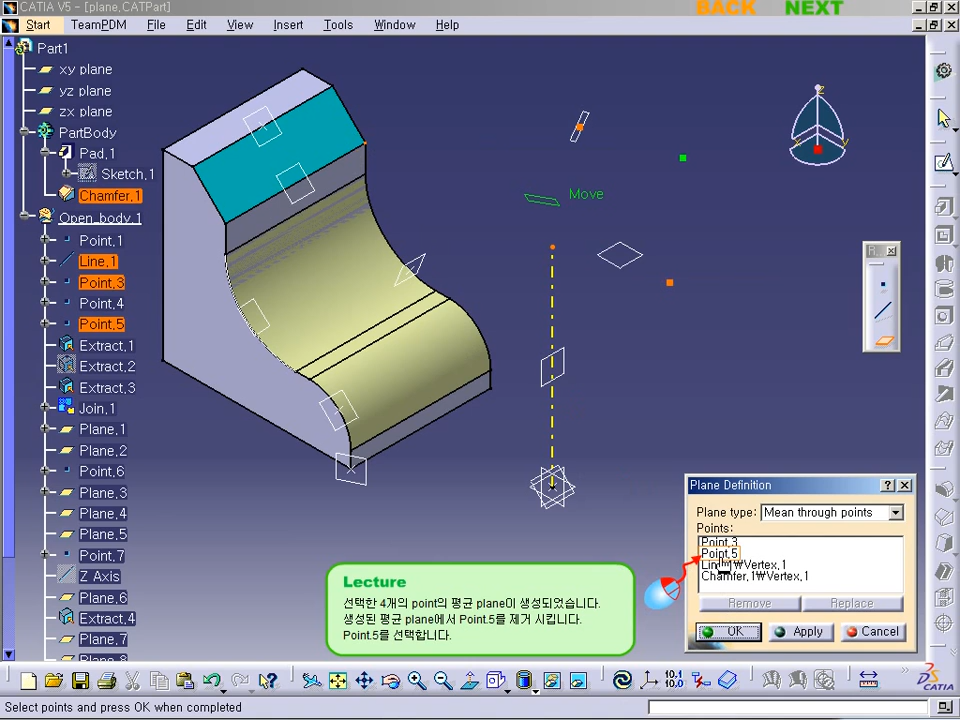 CATIA V5 - [plane.CATPart]
BACK NEXT
Start TeamPDM File Edit View Insert Tools Window Help
Part1
xy plane
yz plane
zx plane
PartBody
Pad.1
Sketch.1
Chamfer.1
Open_body.1
Point.1
Line.1
Point.3
Point.4
Point.5
Extract.1
Extract.2
Extract.3
Join.1
Plane.1
Plane.2
Point.6
Plane.3
Plane.4
Plane.5
Point.7
Z Axis
Plane.6
Extract.4
Plane.7
Plane.8
Move
z
x
y
R...
Plane Definition
Plane type: Mean through points
Points:
Point.3
Point.5
Chamfer.1₩Vertex.1
Remove Replace
OK Apply Cancel
Lecture
선택한 4개의 point의 평균 plane이 생성되었습니다.
생성된 평균 plane에서 Point.5를 제거 시킵니다.
Point.5를 선택합니다.
10,1
10,0
CATIA
Select points and press OK when completed